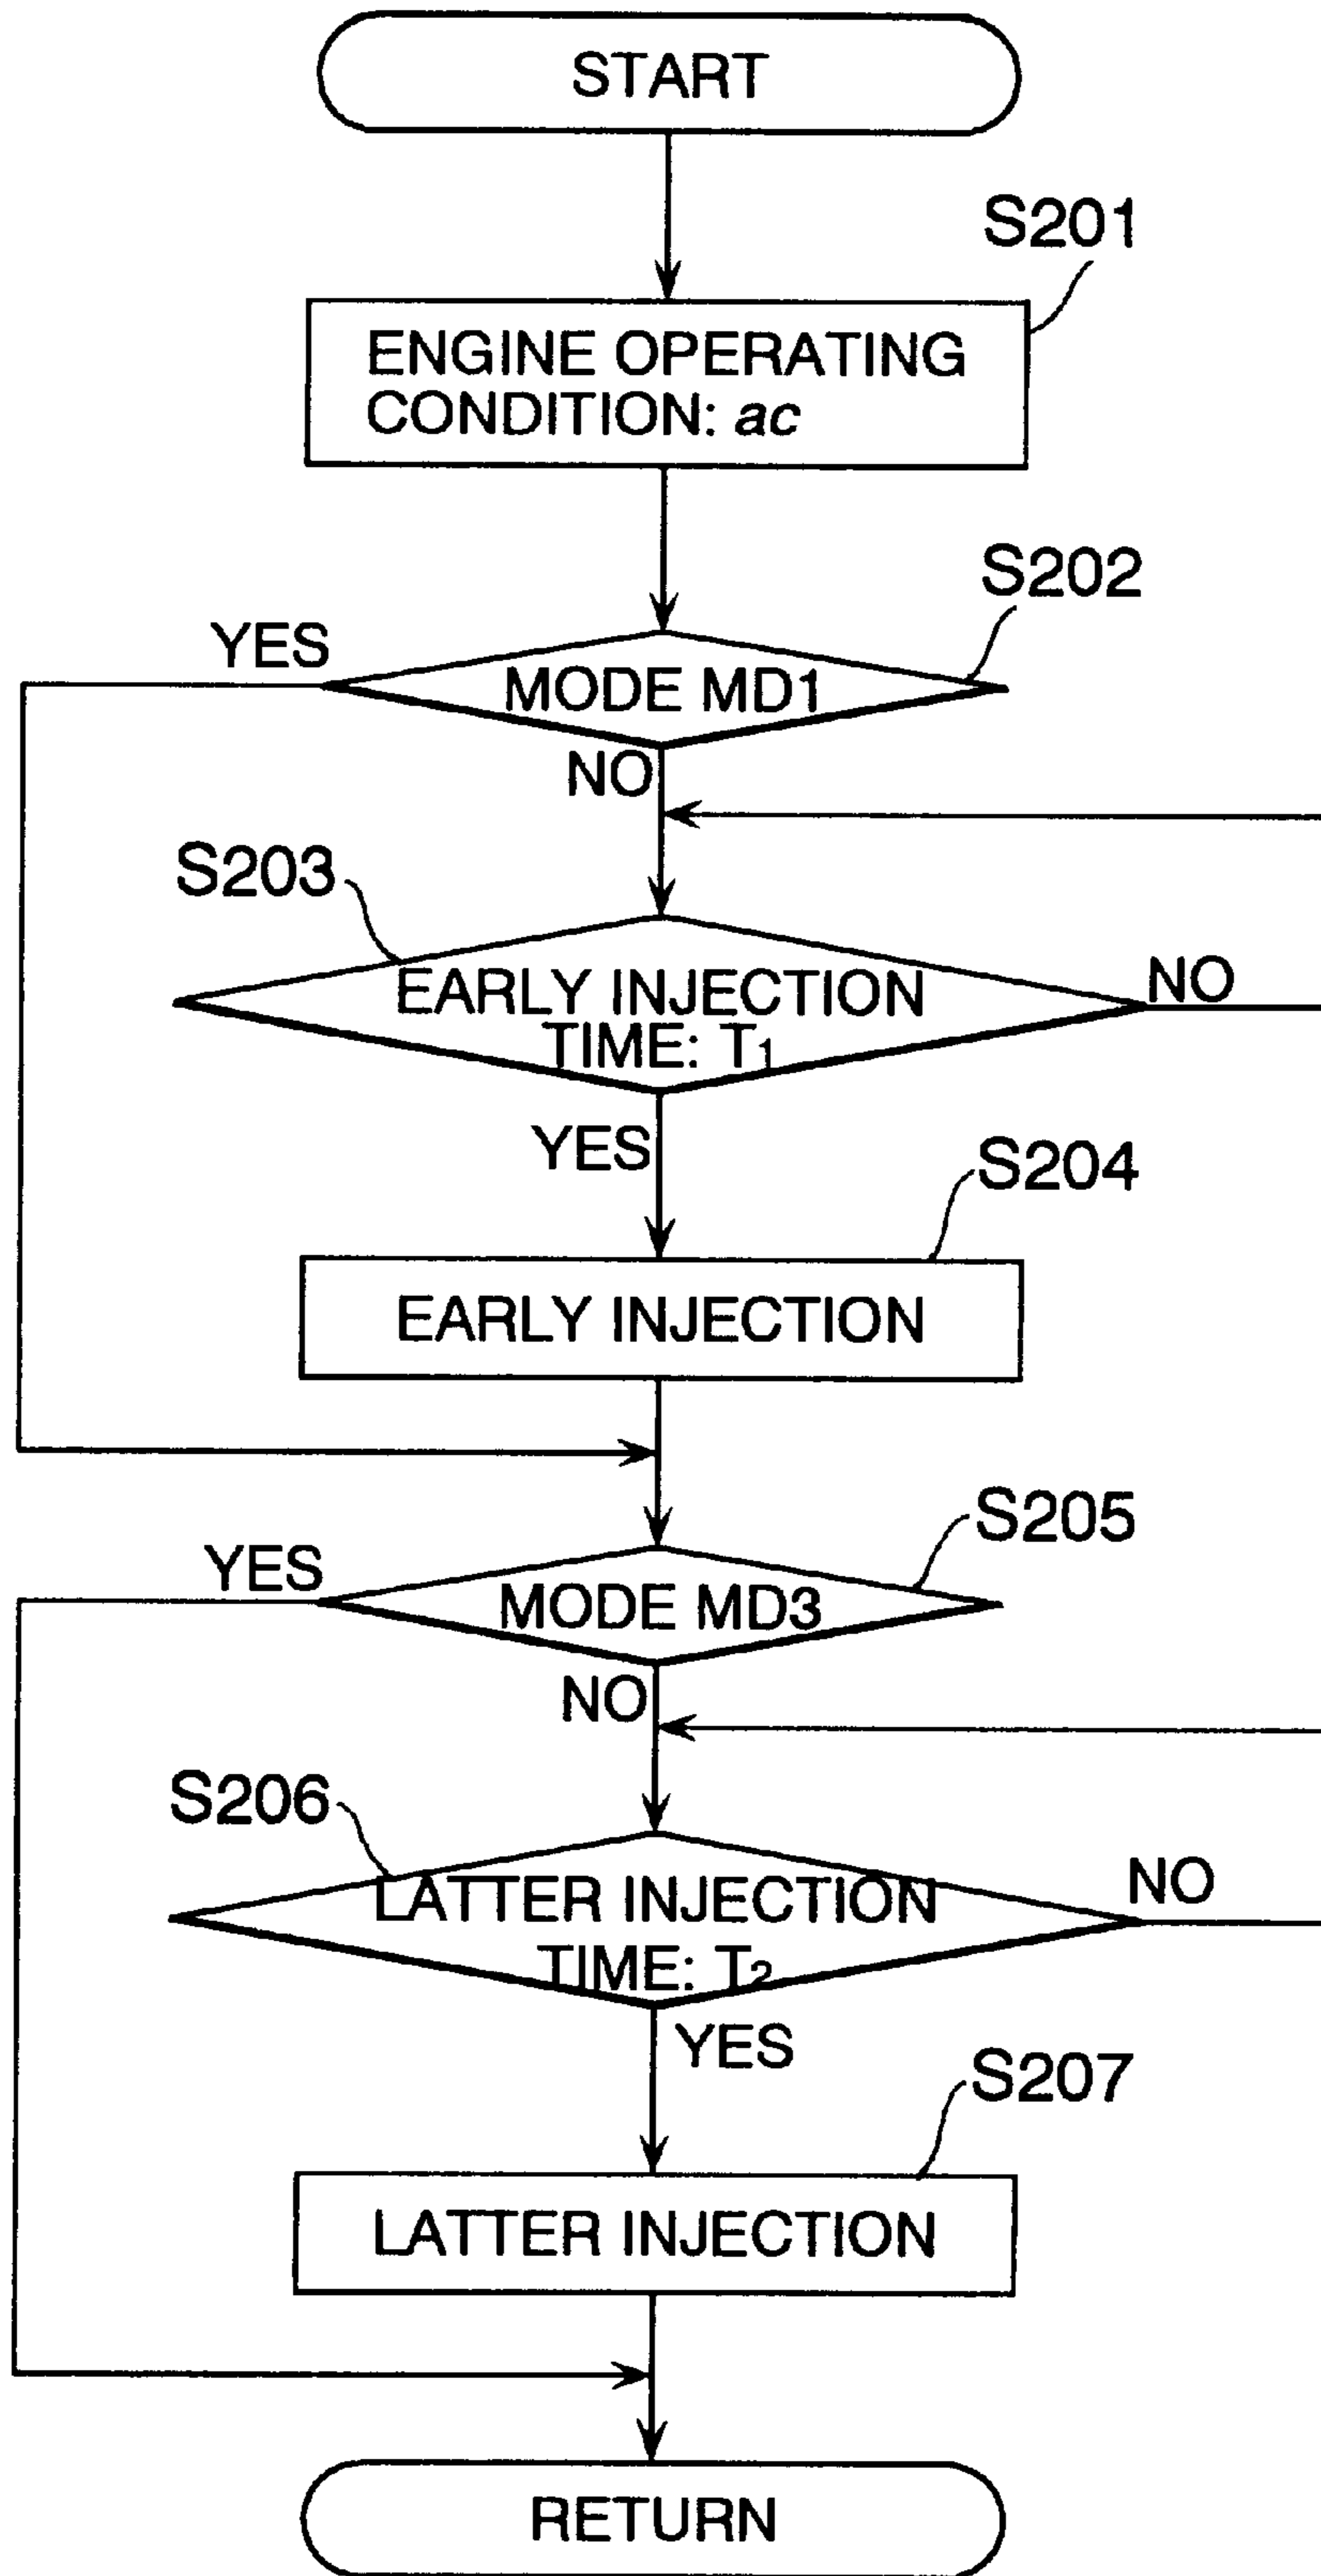 START
S201
ENGINE OPERATING
CONDITION: ac
S202
YES
MODE MD1
NO
S203
EARLY INJECTION
TIME: T1
NO
YES
S204
EARLY INJECTION
S205
YES
MODE MD3
NO
S206
LATTER INJECTION
TIME: T2
NO
YES
S207
LATTER INJECTION
RETURN